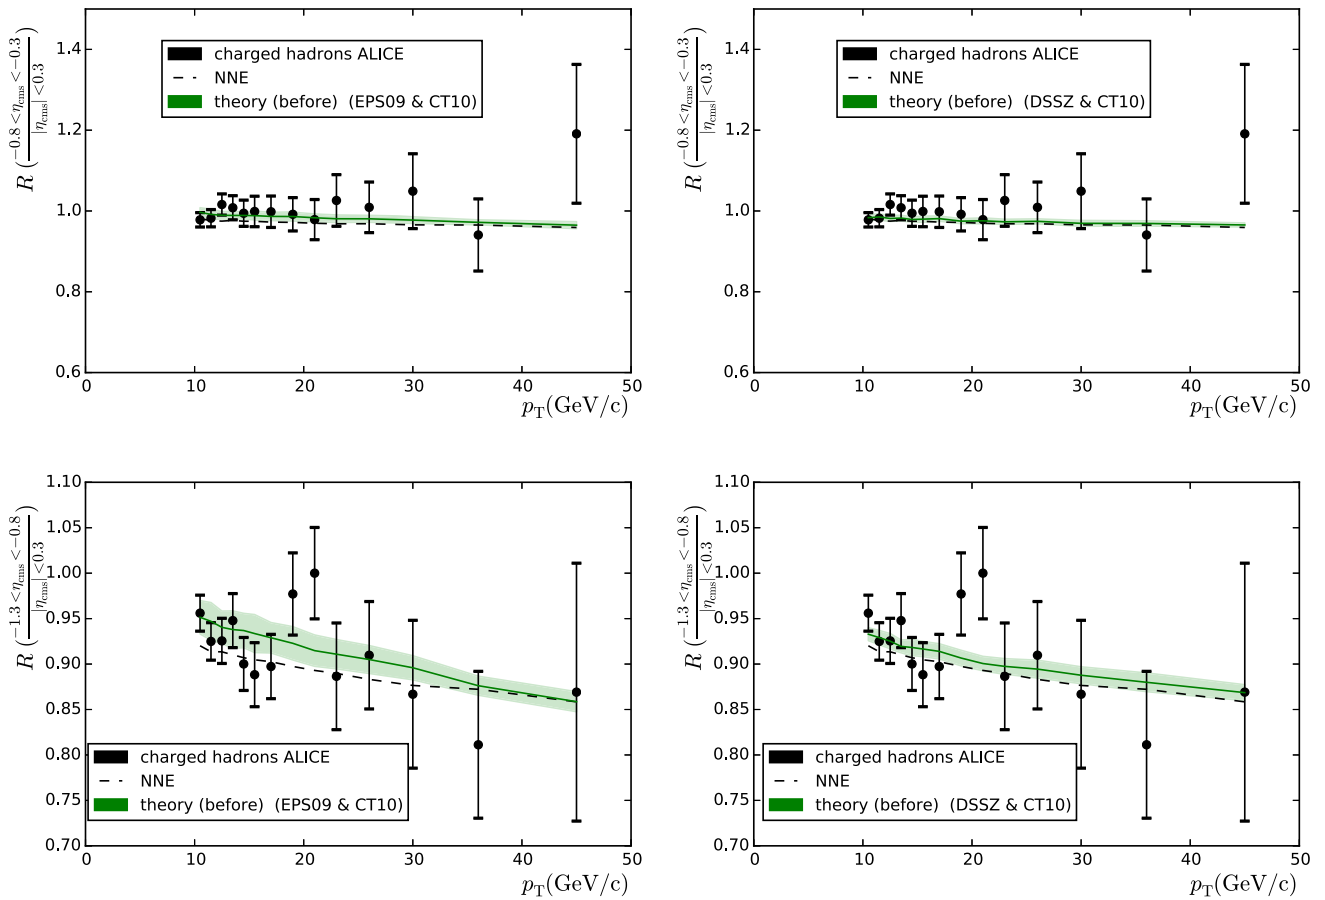 1.4
1.2
1.0
0.8
0.6
0 10 20 30 40 50
R (−0.8<ηcms<−0.3 / |ηcms|<0.3)
pT(GeV/c)
charged hadrons ALICE
NNE
theory (before) (EPS09 & CT10)
1.4
1.2
1.0
0.8
0.6
0 10 20 30 40 50
R (−0.8<ηcms<−0.3 / |ηcms|<0.3)
pT(GeV/c)
charged hadrons ALICE
NNE
theory (before) (DSSZ & CT10)
1.10
1.05
1.00
0.95
0.90
0.85
0.80
0.75
0.70
0 10 20 30 40 50
R (−1.3<ηcms<−0.8 / |ηcms|<0.3)
pT(GeV/c)
charged hadrons ALICE
NNE
theory (before) (EPS09 & CT10)
1.10
1.05
1.00
0.95
0.90
0.85
0.80
0.75
0.70
0 10 20 30 40 50
R (−1.3<ηcms<−0.8 / |ηcms|<0.3)
pT(GeV/c)
charged hadrons ALICE
NNE
theory (before) (DSSZ & CT10)